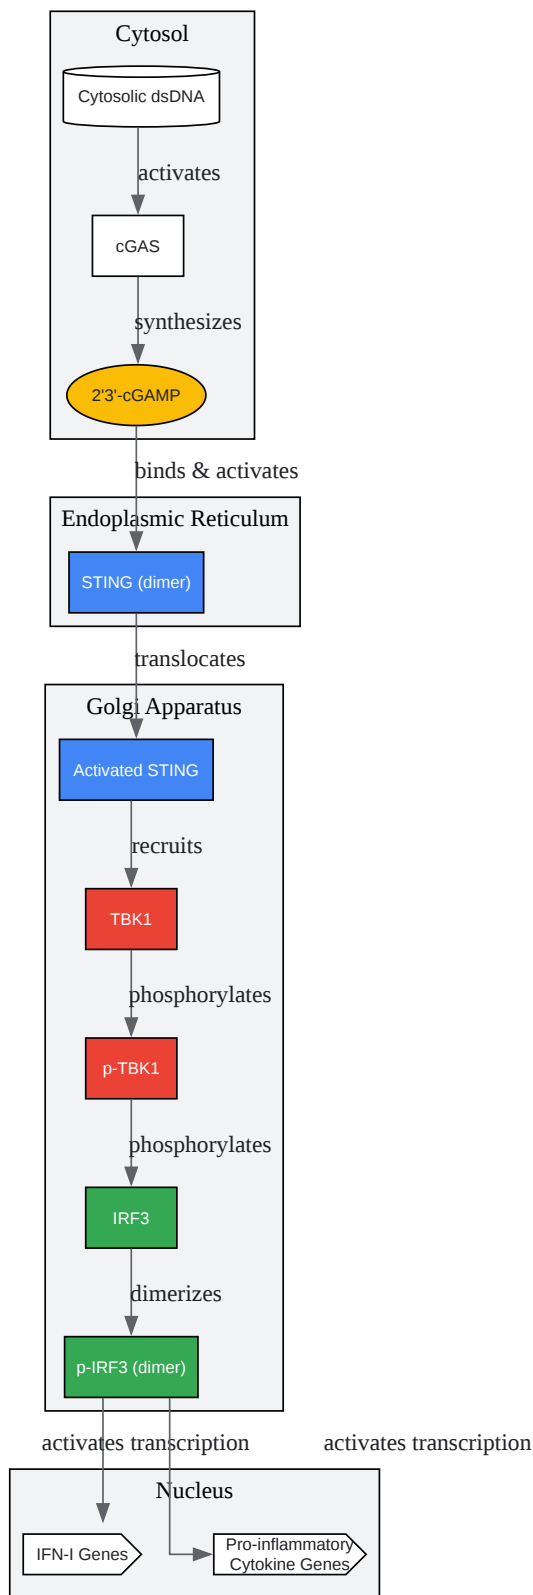 Cytosol
Cytosolic dsDNA
activates
cGAS
synthesizes
2'3'-cGAMP
binds & activates
Endoplasmic Reticulum
STING (dimer)
translocates
Golgi Apparatus
Activated STING
recruits
TBK1
phosphorylates
p-TBK1
phosphorylates
IRF3
dimerizes
p-IRF3 (dimer)
activates transcription
activates transcription
Nucleus
IFN-I Genes
Pro-inflammatory
Cytokine Genes